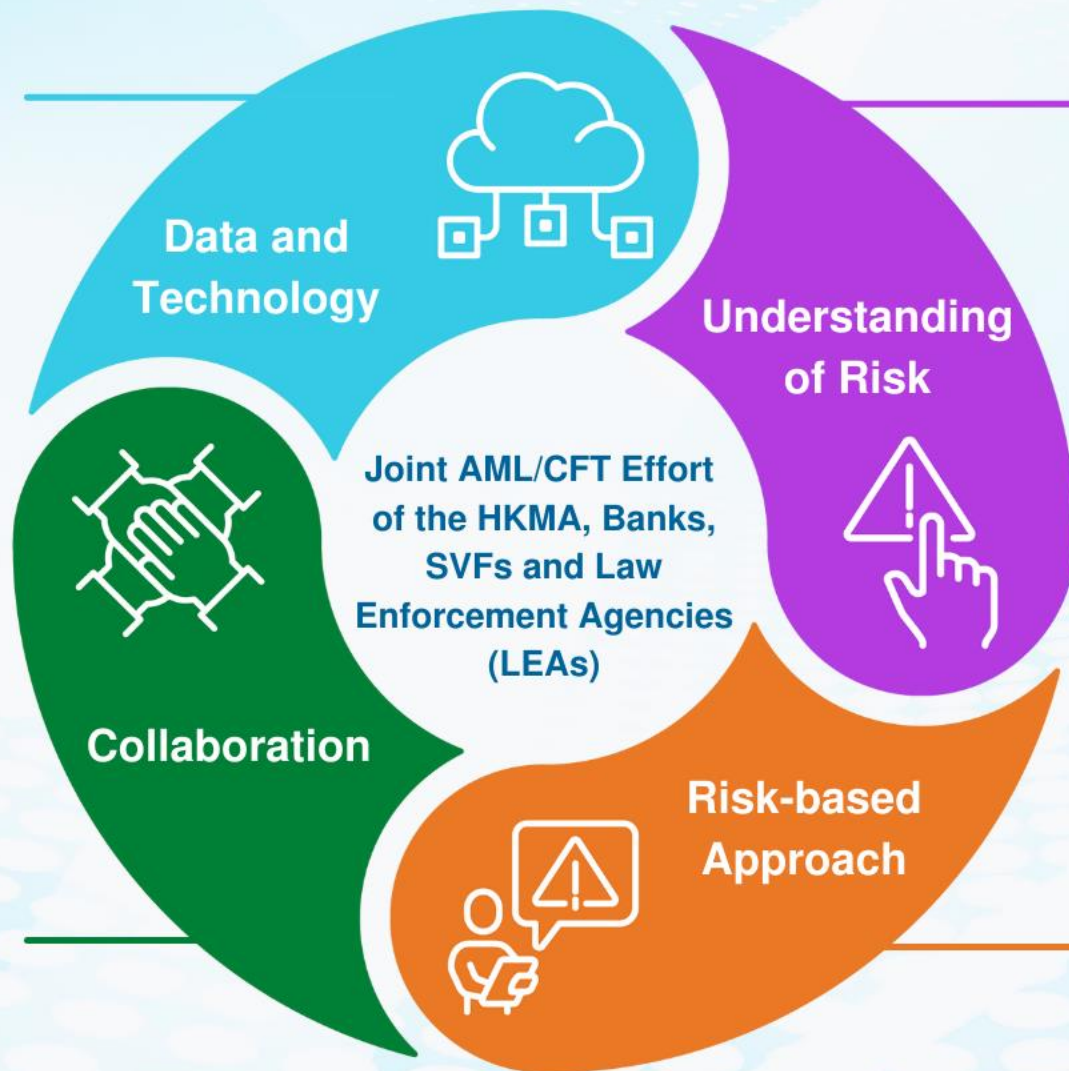 Data and
Technology
Understanding
of Risk
Joint AML/CFT Effort
of the HKMA, Banks,
SVFs and Law
Enforcement Agencies
(LEAs)
Collaboration
Risk-based
Approach